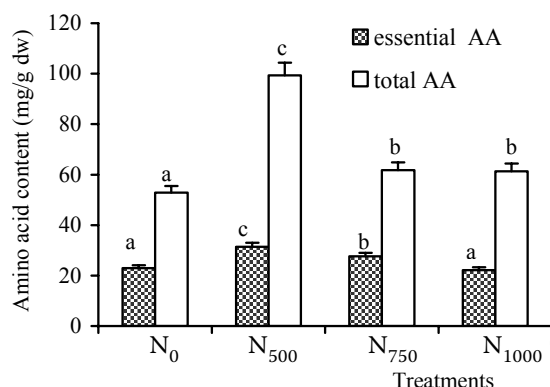 Amino acid content (mg/g dw)
120
100
80
60
40
20
0
essential AA
total AA
a
a
c
c
b
b
a
b
N₀
N₅₀₀
N₇₅₀
N₁₀₀₀
Treatments